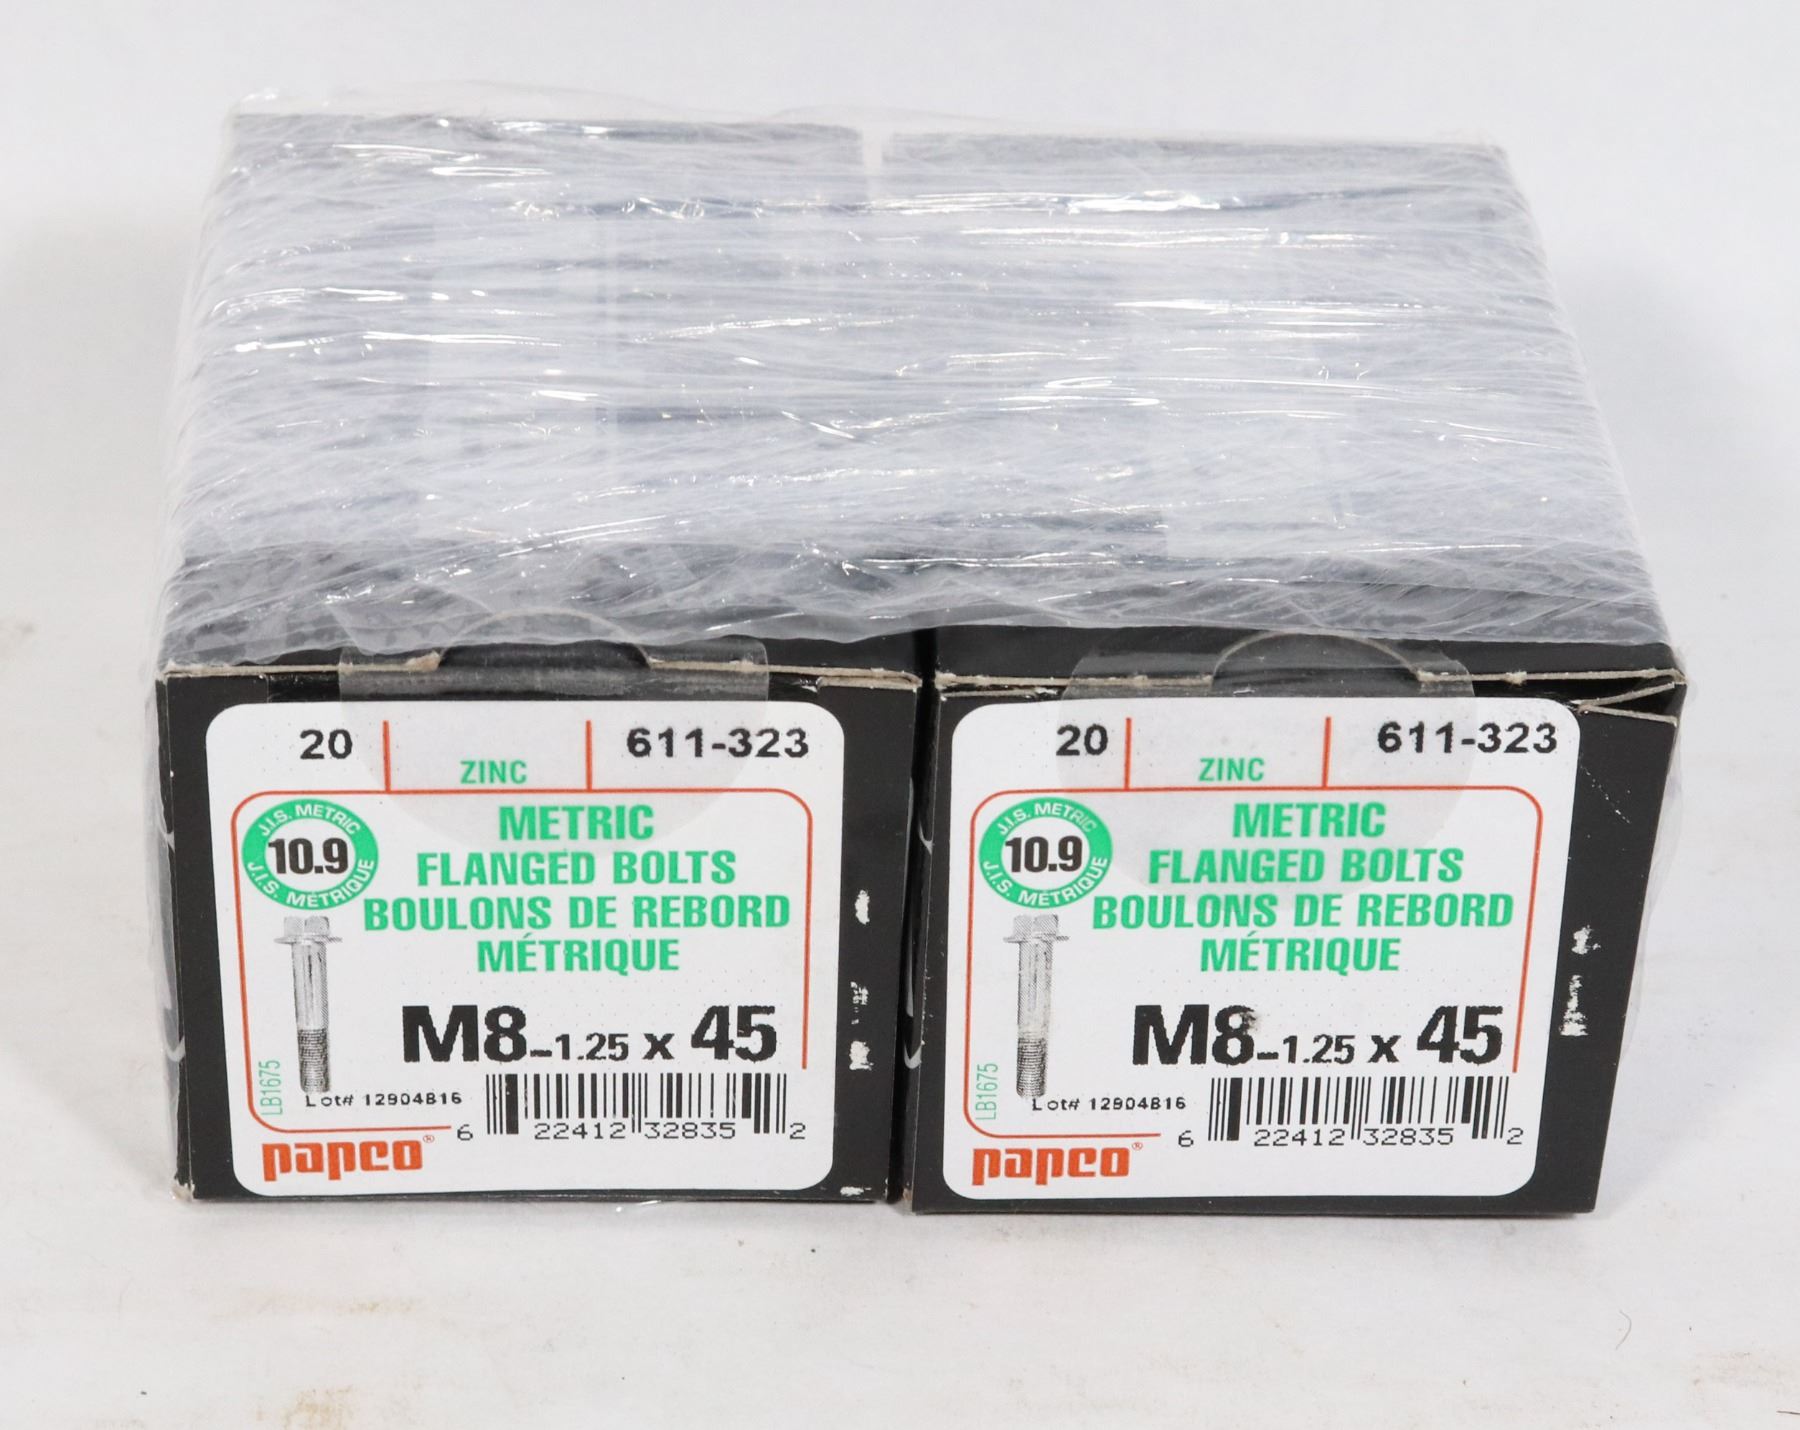 20 ZINC 611-323
J.I.S. METRIC
10.9
J.I.S. MÉTRIQUE
METRIC
FLANGED BOLTS
BOULONS DE REBORD
MÉTRIQUE
M8-1.25 x 45
LB1675
Lot# 12904816
6 22412 32835 2
papco®
20 ZINC 611-323
J.I.S. METRIC
10.9
J.I.S. MÉTRIQUE
METRIC
FLANGED BOLTS
BOULONS DE REBORD
MÉTRIQUE
M8-1.25 x 45
LB1675
Lot# 12904816
6 22412 32835 2
papco®